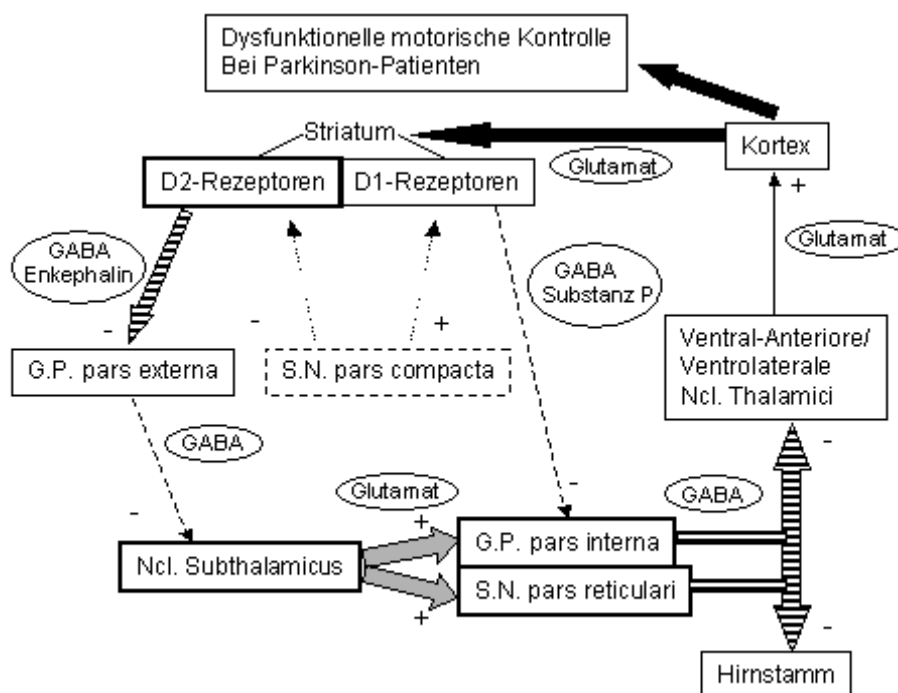 Dysfunktionelle motorische Kontrolle
Bei Parkinson-Patienten
Striatum
Kortex
Glutamat
D2-Rezeptoren
D1-Rezeptoren
+
Glutamat
GABA
Enkephalin
GABA
Substanz P
-
-
+
G.P. pars externa
S.N. pars compacta
Ventral-Anteriore/
Ventrolaterale
Ncl. Thalamici
GABA
-
-
Glutamat
-
GABA
+
Ncl. Subthalamicus
G.P. pars interna
S.N. pars reticulari
+
-
Hirnstamm